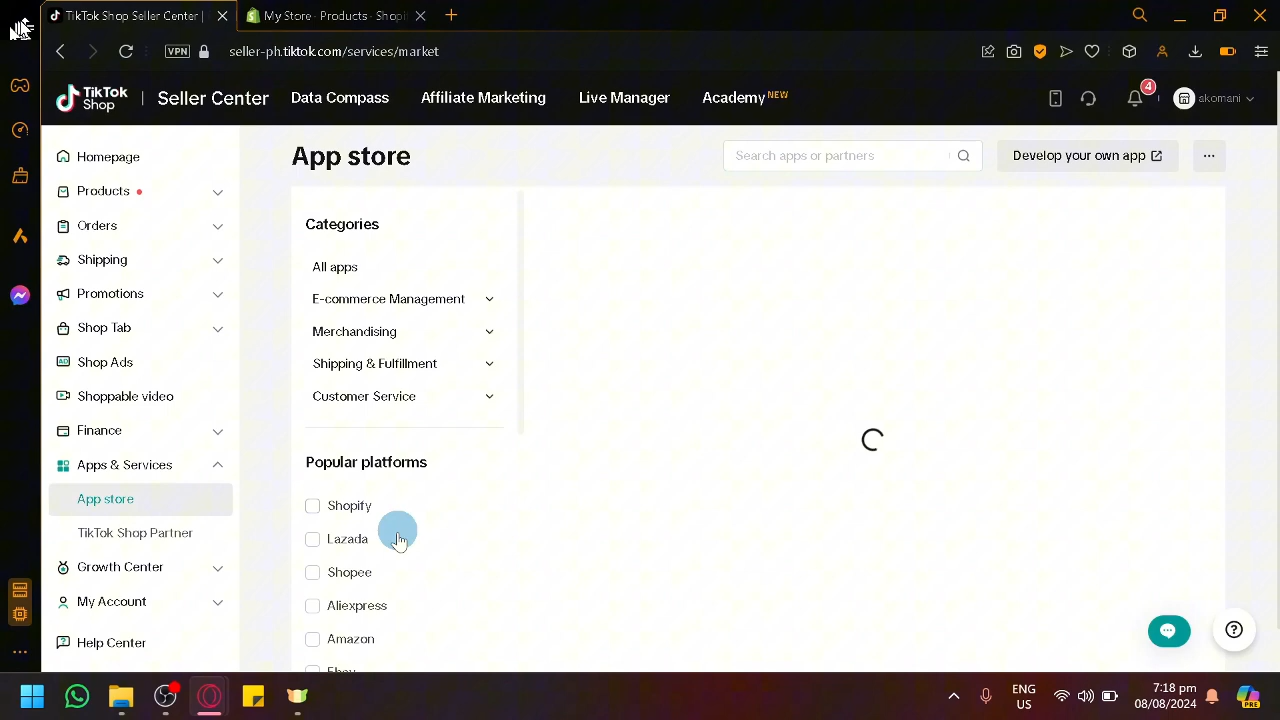 TikTok Shop Seller Center |
My Store - Products · Shopi
VPN
seller-ph.tiktok.com/services/market
TikTok Shop | Seller Center
Data Compass
Affiliate Marketing
Live Manager
Academy NEW
4
akomani
Homepage
Products
Orders
Shipping
Promotions
Shop Tab
AD Shop Ads
Shoppable video
Finance
Apps & Services
App store
TikTok Shop Partner
Growth Center
My Account
Help Center
App store
Search apps or partners
Develop your own app
Categories
All apps
E-commerce Management
Merchandising
Shipping & Fulfillment
Customer Service
Popular platforms
Shopify
Lazada
Shopee
Aliexpress
Amazon
Ebay
ENG
US
7:18 pm
08/08/2024
PRE